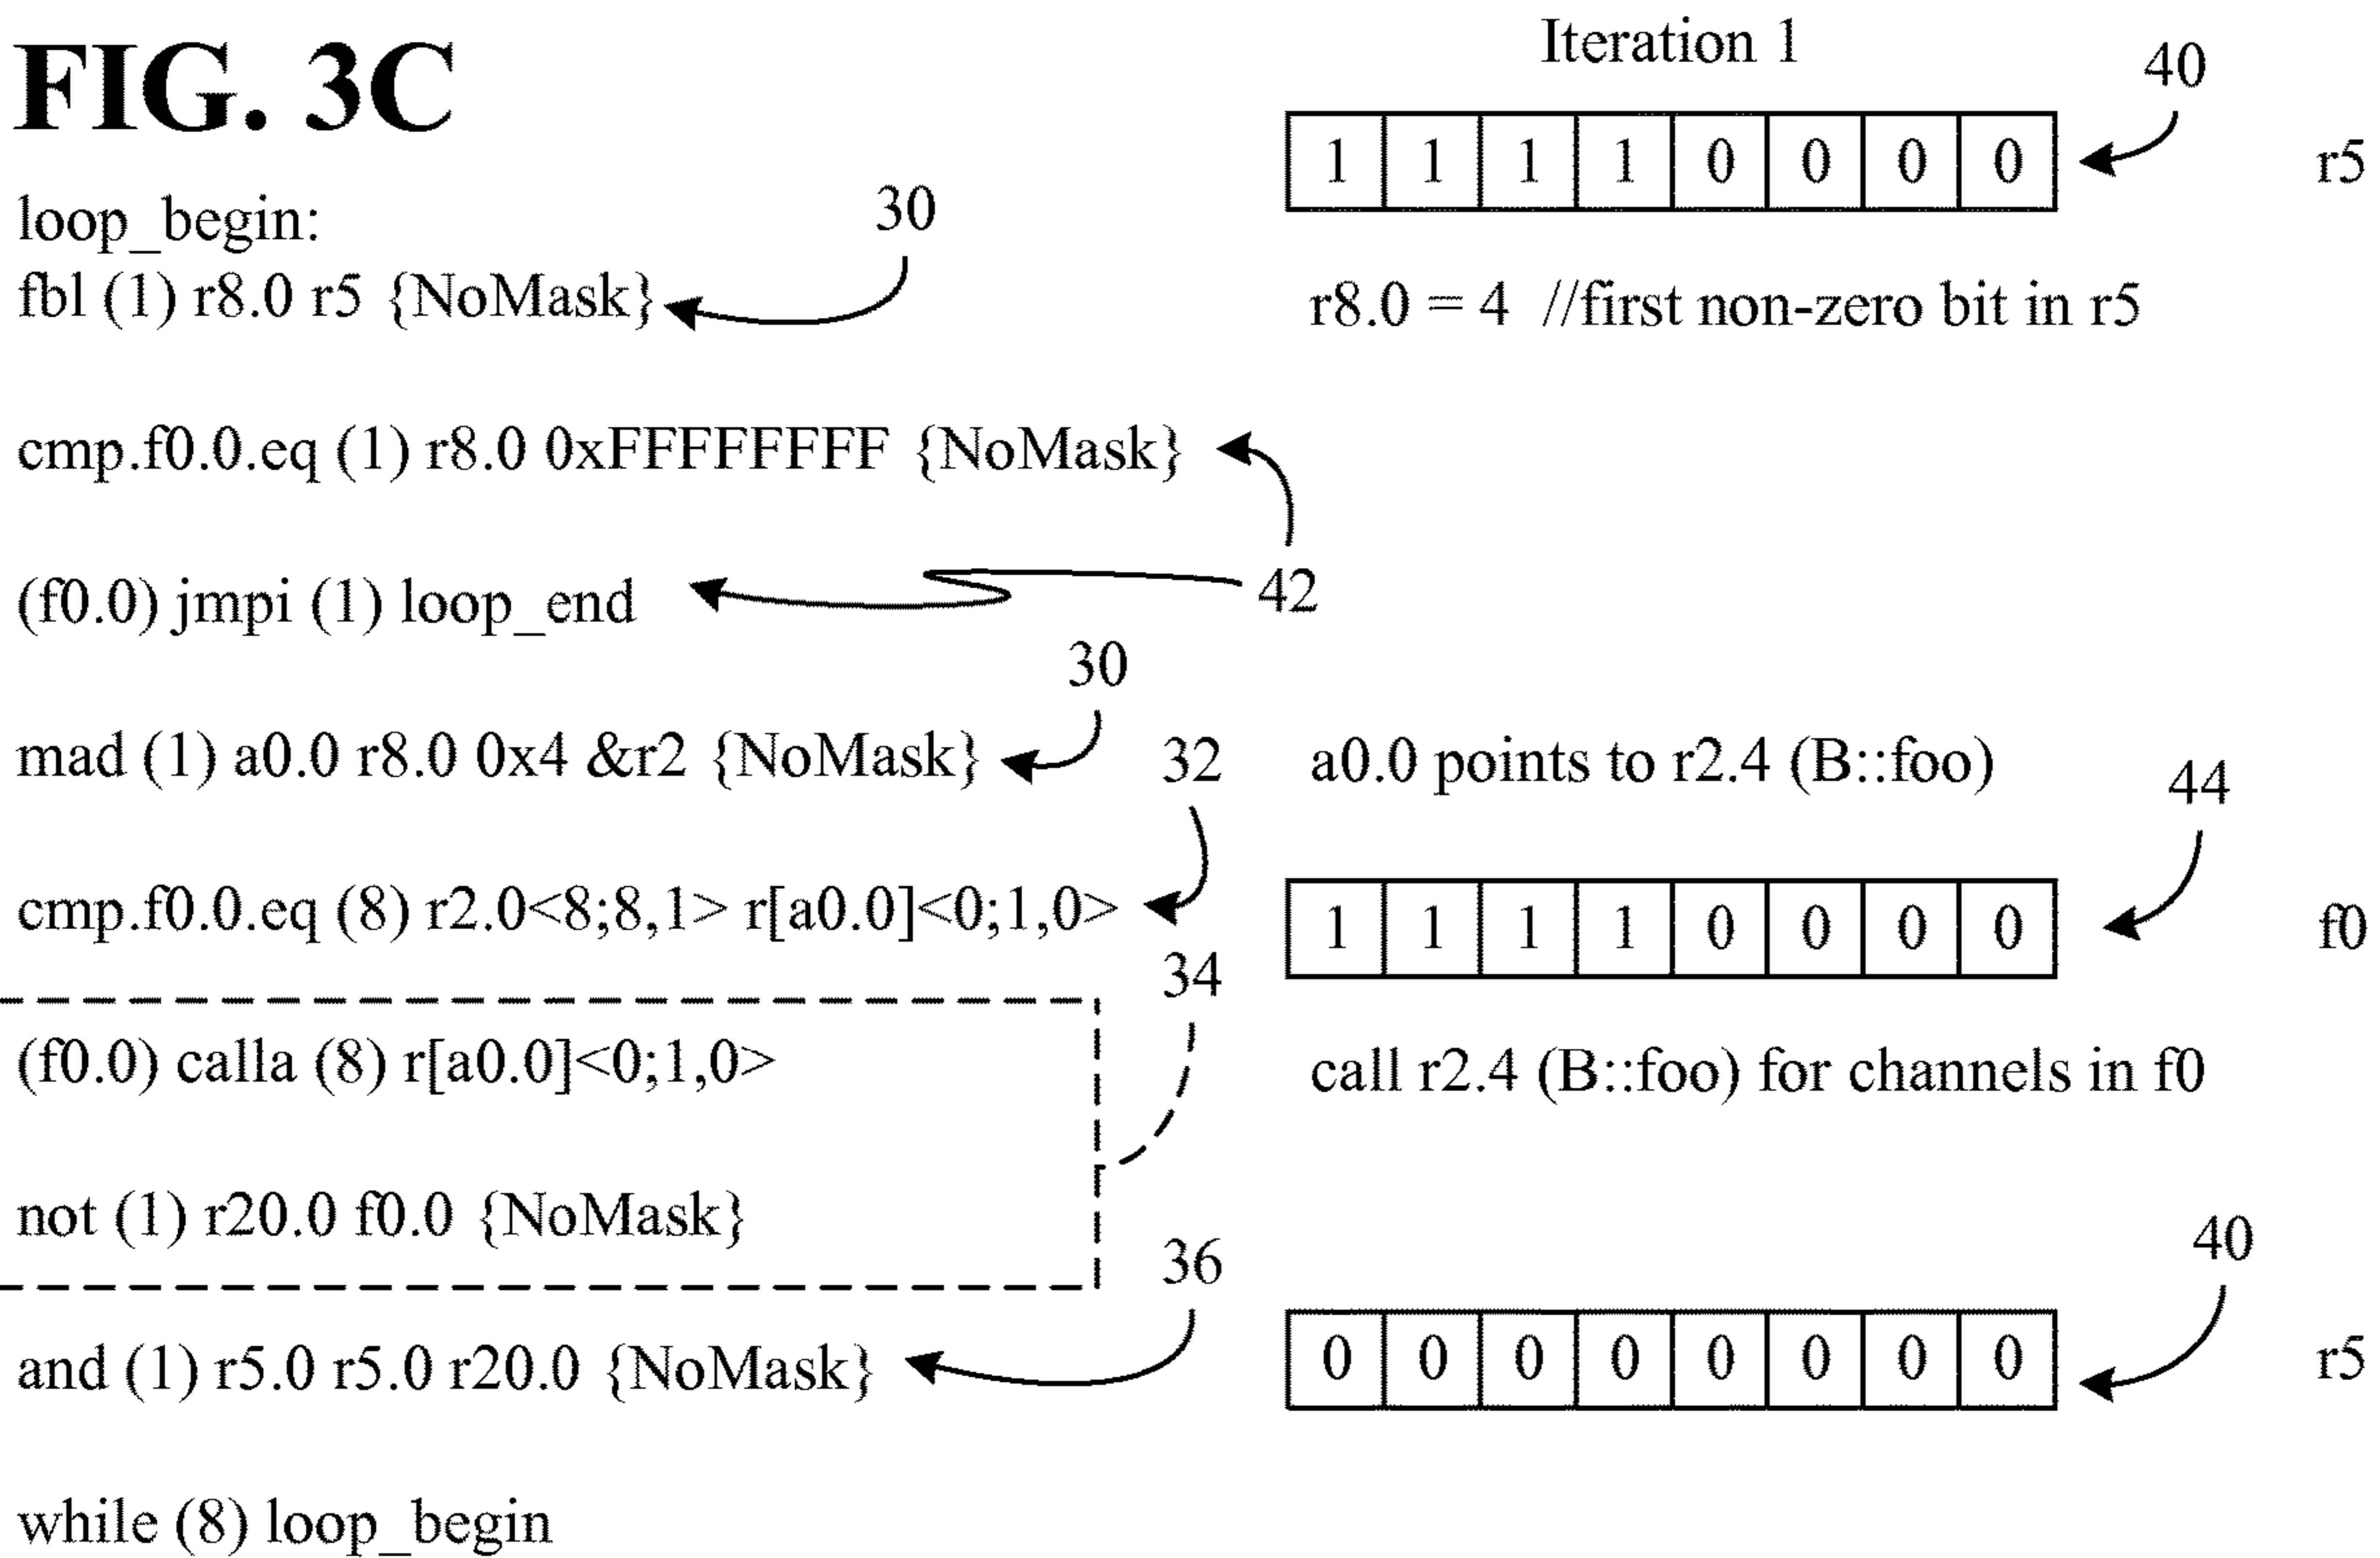 FIG. 3C
Iteration 1
40
1 1 1 1 0 0 0 0 r5
loop_begin:
30
fbl (1) r8.0 r5 {NoMask}
r8.0 = 4 //first non-zero bit in r5
cmp.f0.0.eq (1) r8.0 0xFFFFFFFF {NoMask}
(f0.0) jmpi (1) loop_end
42
30
mad (1) a0.0 r8.0 0x4 &r2 {NoMask}
32
a0.0 points to r2.4 (B::foo)
44
cmp.f0.0.eq (8) r2.0<8;8,1> r[a0.0]<0;1,0>
1 1 1 1 0 0 0 0 f0
34
(f0.0) calla (8) r[a0.0]<0;1,0>
call r2.4 (B::foo) for channels in f0
not (1) r20.0 f0.0 {NoMask}
36
40
and (1) r5.0 r5.0 r20.0 {NoMask}
0 0 0 0 0 0 0 0 r5
while (8) loop_begin